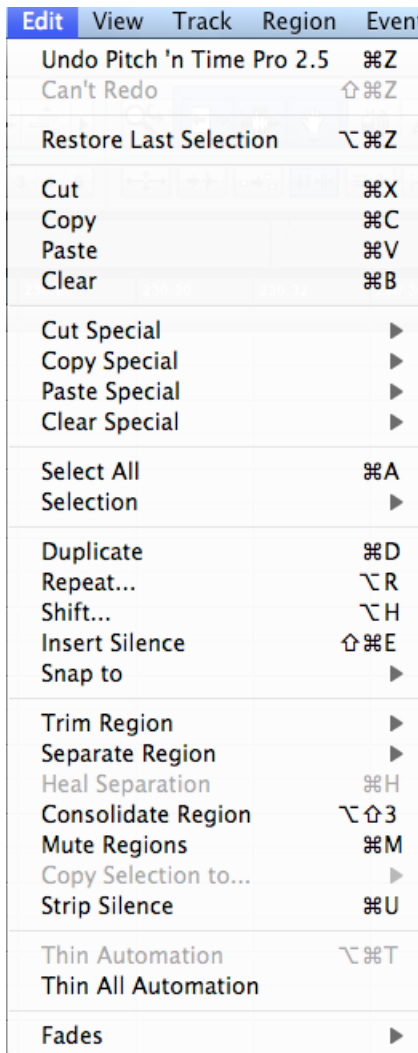 Edit View Track Region Even
Undo Pitch 'n Time Pro 2.5 ⌘Z
Can't Redo ⇧⌘Z
Restore Last Selection ⌥⌘Z
Cut ⌘X
Copy ⌘C
Paste ⌘V
Clear ⌘B
Cut Special ▶
Copy Special ▶
Paste Special ▶
Clear Special ▶
Select All ⌘A
Selection ▶
Duplicate ⌘D
Repeat... ⌥R
Shift... ⌥H
Insert Silence ⇧⌘E
Snap to ▶
Trim Region ▶
Separate Region ▶
Heal Separation ⌘H
Consolidate Region ⌥⇧3
Mute Regions ⌘M
Copy Selection to... ▶
Strip Silence ⌘U
Thin Automation ⌥⌘T
Thin All Automation
Fades ▶